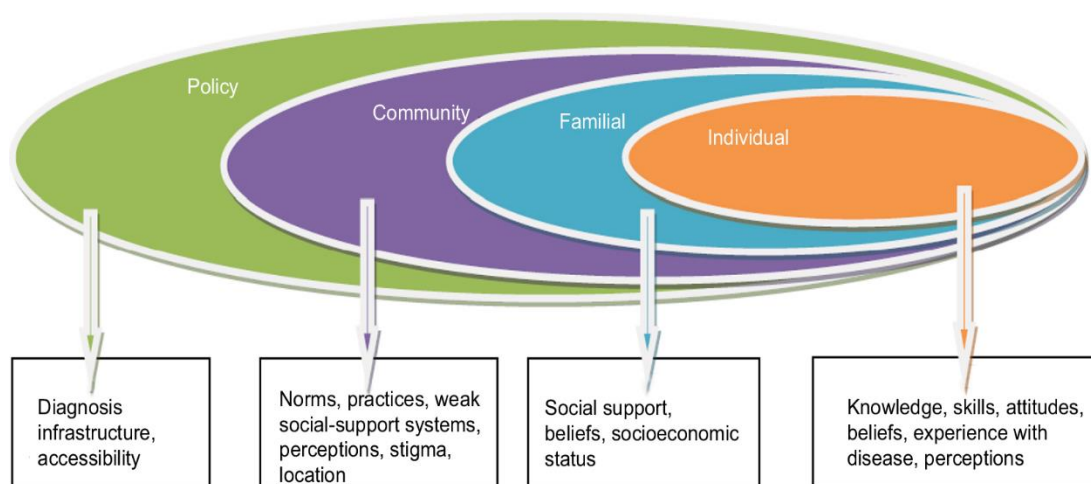 Policy
Community
Familial
Individual
Diagnosis
infrastructure,
accessibility
Norms, practices, weak
social-support systems,
perceptions, stigma,
location
Social support,
beliefs, socioeconomic
status
Knowledge, skills, attitudes,
beliefs, experience with
disease, perceptions